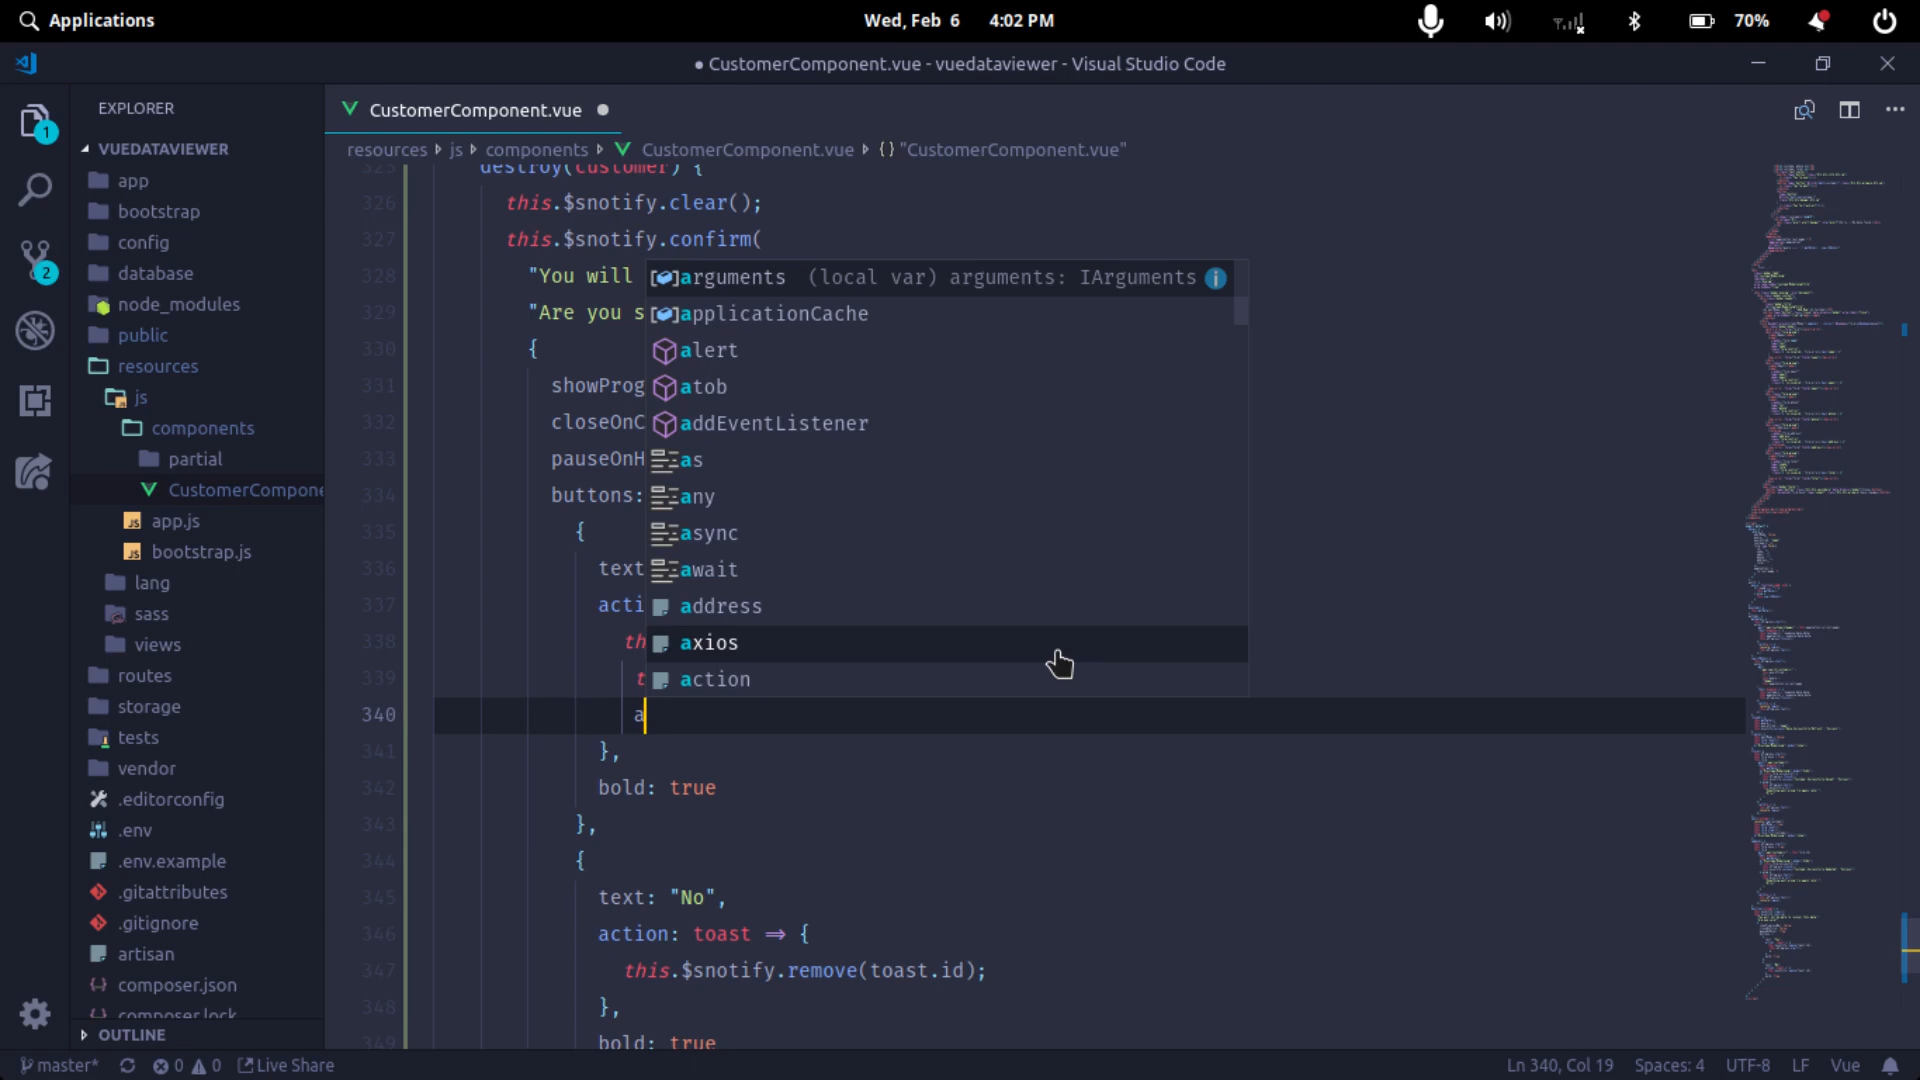 Applications
Wed, Feb 6 4:02 PM
70%
● CustomerComponent.vue - vuedataviewer - Visual Studio Code
EXPLORER
CustomerComponent.vue
VUEDATAVIEWER
resources js components CustomerComponent.vue {} "CustomerComponent.vue"
1
2
app
bootstrap
config
database
node_modules
public
resources
js
components
partial
CustomerCompone
app.js
bootstrap.js
lang
sass
views
routes
storage
tests
vendor
.editorconfig
.env
.env.example
.gitattributes
.gitignore
artisan
composer.json
composer.lock
OUTLINE
325 destroy(customer) {
326 this.$snotify.clear();
327 this.$snotify.confirm(
328 "You will
329 "Are you s
330 {
331 showProg
332 closeOnC
333 pauseOnH
334 buttons:
335 {
336 text
337 acti
338 th
339 t
340 a
341 },
342 bold: true
343 },
344 {
345 text: "No",
346 action: toast ⇒ {
347 this.$snotify.remove(toast.id);
348 },
349 bold: true
arguments (local var) arguments: IArguments
applicationCache
alert
atob
addEventListener
as
any
async
await
address
axios
action
master* 0 0 Live Share
Ln 340, Col 19 Spaces: 4 UTF-8 LF Vue